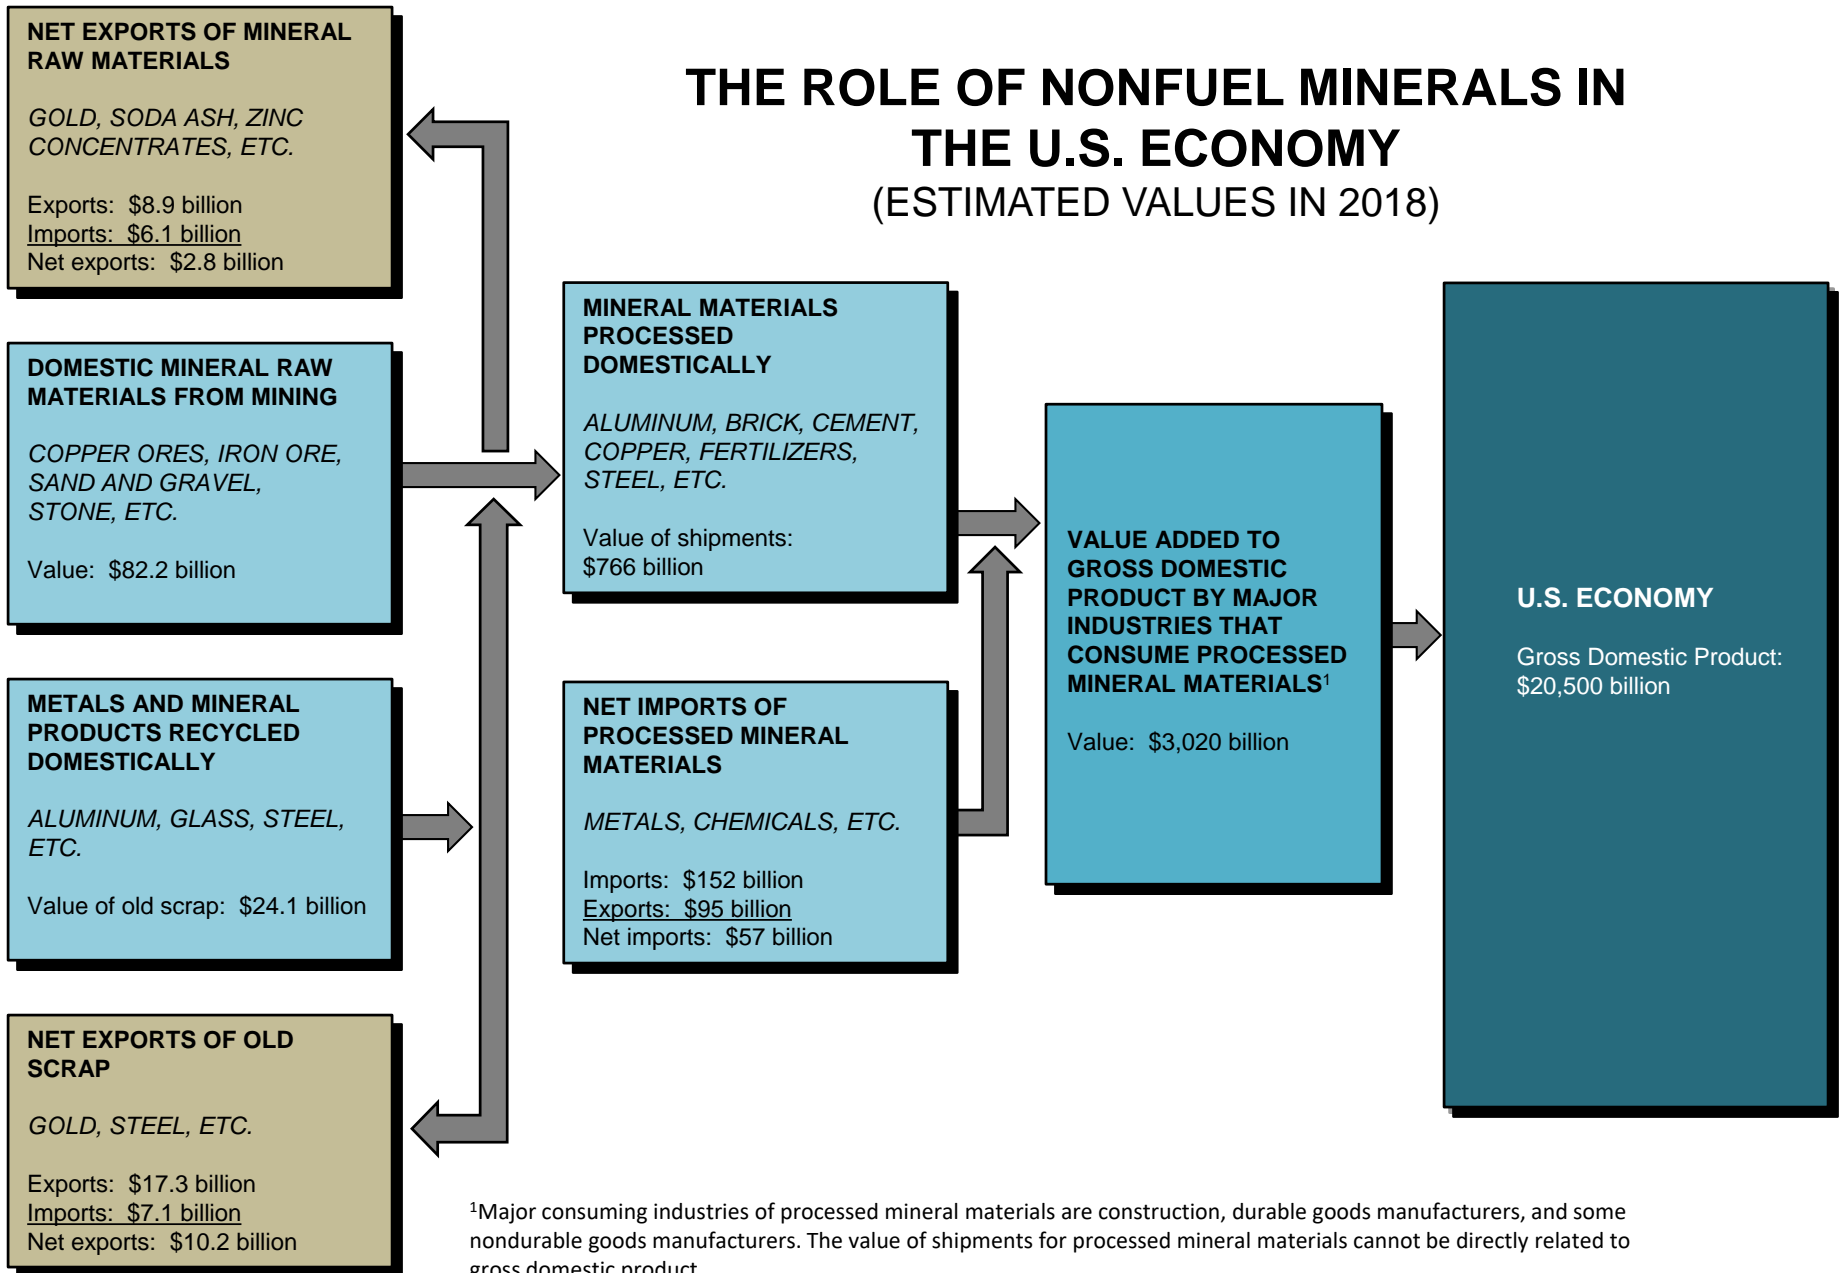 THE ROLE OF NONFUEL MINERALS IN
THE U.S. ECONOMY
(ESTIMATED VALUES IN 2018)
NET EXPORTS OF MINERAL
RAW MATERIALS
GOLD, SODA ASH, ZINC
CONCENTRATES, ETC.
Exports: $8.9 billion
Imports: $6.1 billion
Net exports: $2.8 billion
DOMESTIC MINERAL RAW
MATERIALS FROM MINING
COPPER ORES, IRON ORE,
SAND AND GRAVEL,
STONE, ETC.
Value: $82.2 billion
METALS AND MINERAL
PRODUCTS RECYCLED
DOMESTICALLY
ALUMINUM, GLASS, STEEL,
ETC.
Value of old scrap: $24.1 billion
NET EXPORTS OF OLD
SCRAP
GOLD, STEEL, ETC.
Exports: $17.3 billion
Imports: $7.1 billion
Net exports: $10.2 billion
MINERAL MATERIALS
PROCESSED
DOMESTICALLY
ALUMINUM, BRICK, CEMENT,
COPPER, FERTILIZERS,
STEEL, ETC.
Value of shipments:
$766 billion
NET IMPORTS OF
PROCESSED MINERAL
MATERIALS
METALS, CHEMICALS, ETC.
Imports: $152 billion
Exports: $95 billion
Net imports: $57 billion
VALUE ADDED TO
GROSS DOMESTIC
PRODUCT BY MAJOR
INDUSTRIES THAT
CONSUME PROCESSED
MINERAL MATERIALS¹
Value: $3,020 billion
U.S. ECONOMY
Gross Domestic Product:
$20,500 billion
¹Major consuming industries of processed mineral materials are construction, durable goods manufacturers, and some
nondurable goods manufacturers. The value of shipments for processed mineral materials cannot be directly related to
gross domestic product